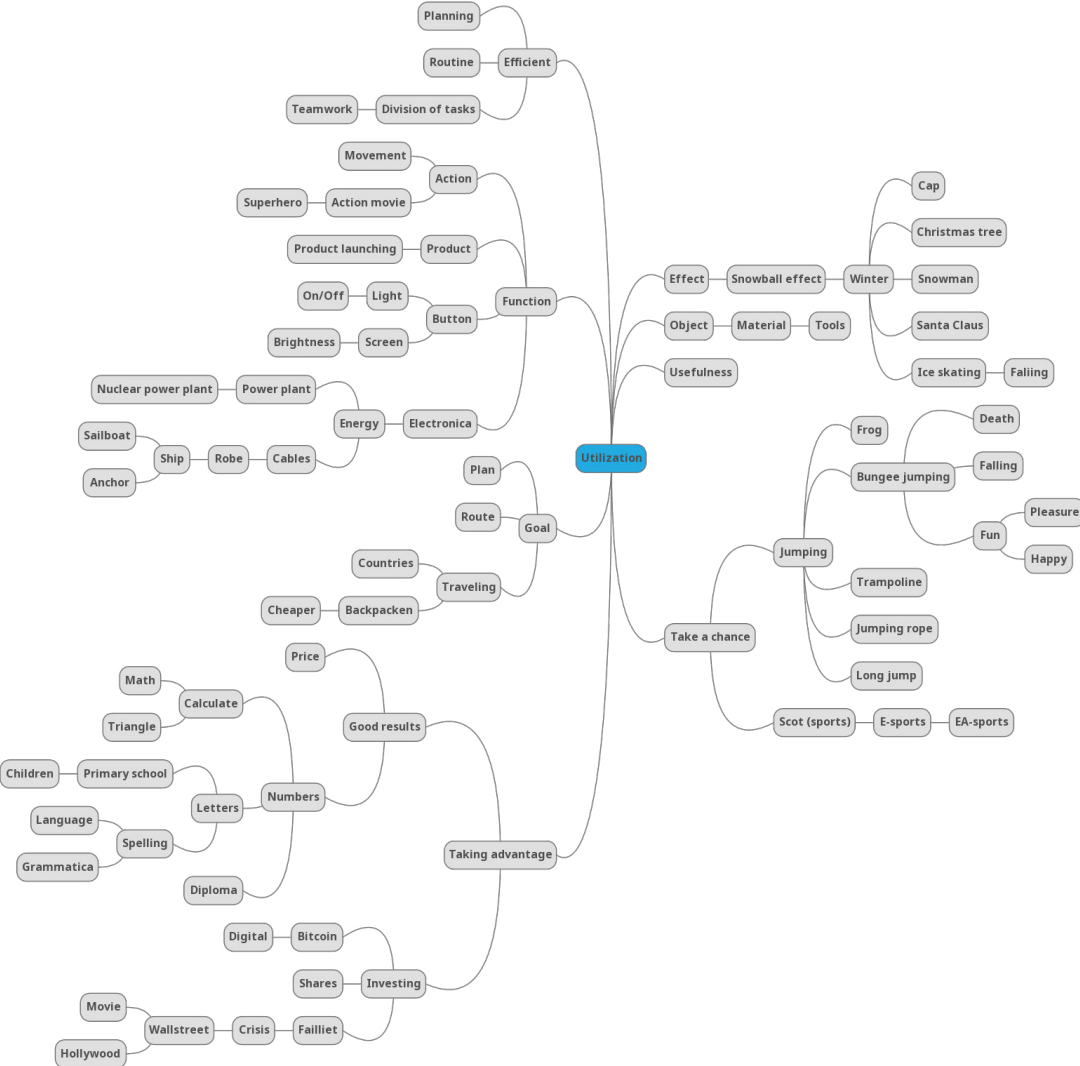 Planning
Routine
Efficient
Teamwork
Division of tasks
Movement
Action
Superhero
Action movie
Product launching
Product
Function
On/Off
Light
Button
Brightness
Screen
Nuclear power plant
Power plant
Energy
Electronica
Sailboat
Ship
Robe
Cables
Anchor
Plan
Route
Goal
Countries
Traveling
Cheaper
Backpacken
Price
Math
Calculate
Triangle
Good results
Children
Primary school
Numbers
Letters
Language
Spelling
Grammatica
Diploma
Taking advantage
Digital
Bitcoin
Shares
Investing
Movie
Wallstreet
Crisis
Failliet
Hollywood
Utilization
Cap
Christmas tree
Effect
Snowball effect
Winter
Snowman
Object
Material
Tools
Santa Claus
Usefulness
Ice skating
Faliing
Death
Frog
Bungee jumping
Falling
Fun
Pleasure
Happy
Jumping
Trampoline
Jumping rope
Take a chance
Long jump
Scot (sports)
E-sports
EA-sports